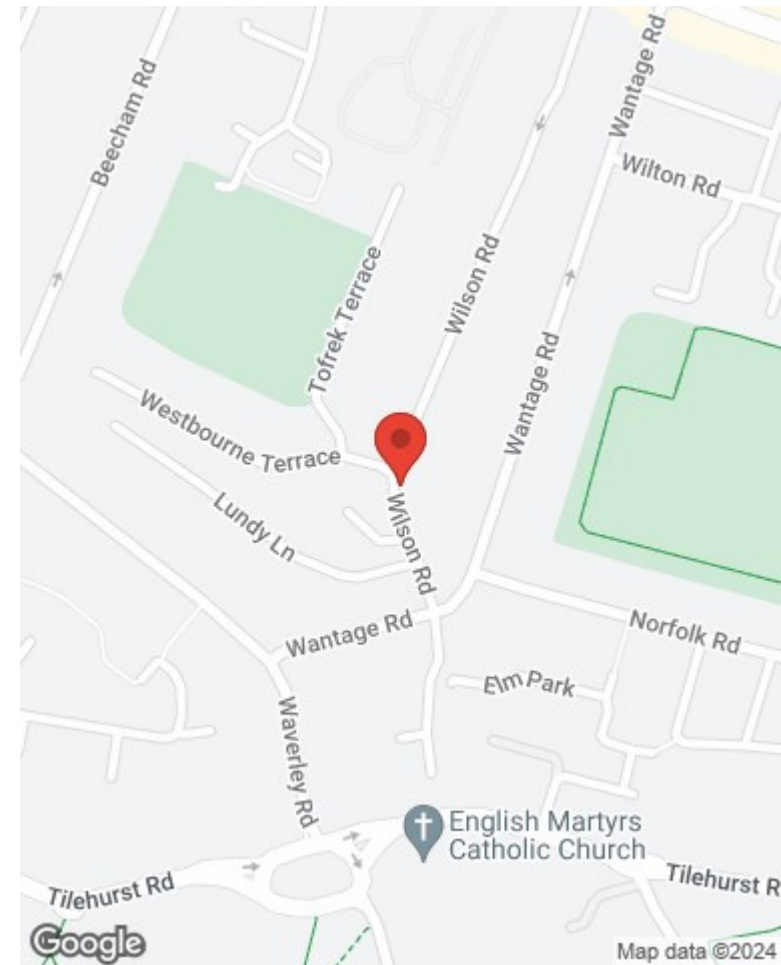 Beecham Rd
Wantage Rd
Wilton Rd
Wilson Rd
Tofrek Terrace
Wantage Rd
Westbourne Terrace
Lundy Ln
Wilson Rd
Norfolk Rd
Wantage Rd
Elm Park
Waverley Rd
English Martyrs
Catholic Church
Tilehurst Rd
Tilehurst R
Google
Map data ©2024